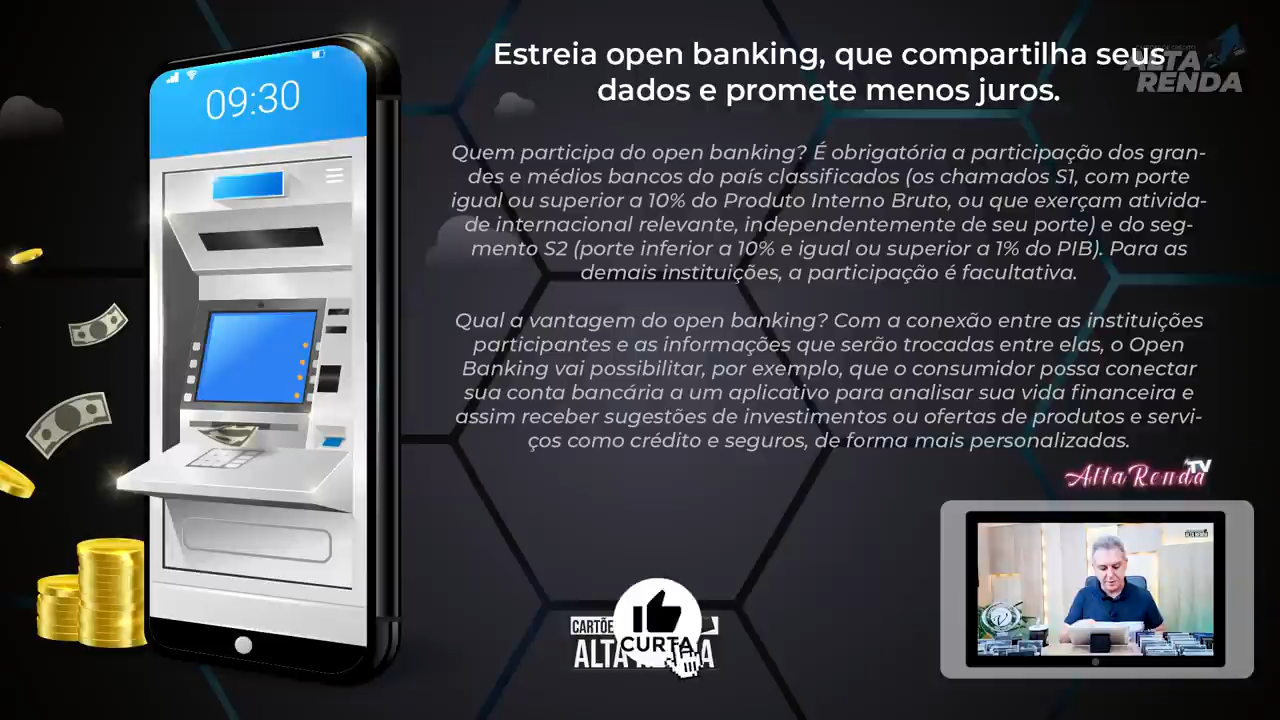 09:30
Estreia open banking, que compartilha seus
dados e promete menos juros.
ALTA
RENDA
Quem participa do open banking? É obrigatória a participação dos gran-
des e médios bancos do país classificados (os chamados S1, com porte
igual ou superior a 10% do Produto Interno Bruto, ou que exerçam ativida-
de internacional relevante, independentemente de seu porte) e do seg-
mento S2 (porte inferior a 10% e igual ou superior a 1% do PIB). Para as
demais instituições, a participação é facultativa.
Qual a vantagem do open banking? Com a conexão entre as instituições
participantes e as informações que serão trocadas entre elas, o Open
Banking vai possibilitar, por exemplo, que o consumidor possa conectar
sua conta bancária a um aplicativo para analisar sua vida financeira e
assim receber sugestões de investimentos ou ofertas de produtos e servi-
ços como crédito e seguros, de forma mais personalizadas.
Alta Renda TV
CURTA